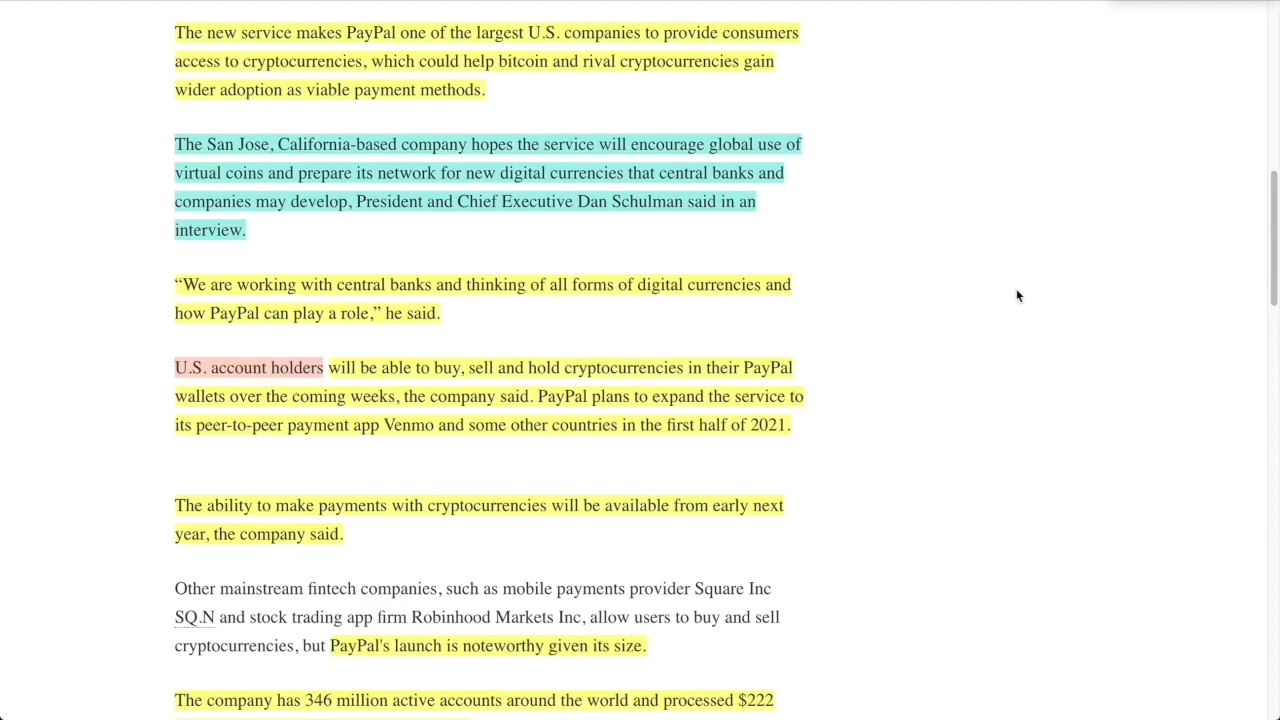 The new service makes PayPal one of the largest U.S. companies to provide consumers
access to cryptocurrencies, which could help bitcoin and rival cryptocurrencies gain
wider adoption as viable payment methods.
The San Jose, California-based company hopes the service will encourage global use of
virtual coins and prepare its network for new digital currencies that central banks and
companies may develop, President and Chief Executive Dan Schulman said in an
interview.
“We are working with central banks and thinking of all forms of digital currencies and
how PayPal can play a role,” he said.
U.S. account holders will be able to buy, sell and hold cryptocurrencies in their PayPal
wallets over the coming weeks, the company said. PayPal plans to expand the service to
its peer-to-peer payment app Venmo and some other countries in the first half of 2021.
The ability to make payments with cryptocurrencies will be available from early next
year, the company said.
Other mainstream fintech companies, such as mobile payments provider Square Inc
SQ.N and stock trading app firm Robinhood Markets Inc, allow users to buy and sell
cryptocurrencies, but PayPal's launch is noteworthy given its size.
The company has 346 million active accounts around the world and processed $222